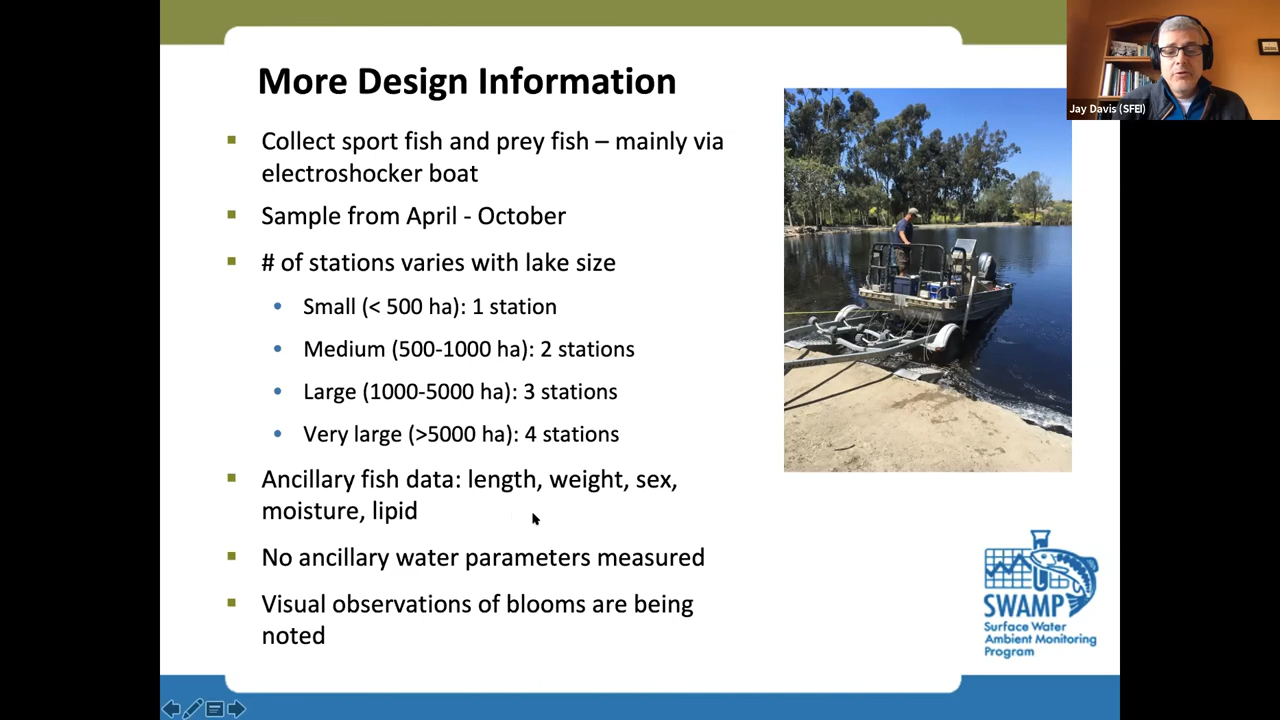 More Design Information
Jay Davis (SFEI)
▪ Collect sport fish and prey fish – mainly via
electroshocker boat
▪ Sample from April - October
▪ # of stations varies with lake size
• Small (< 500 ha): 1 station
• Medium (500-1000 ha): 2 stations
• Large (1000-5000 ha): 3 stations
• Very large (>5000 ha): 4 stations
▪ Ancillary fish data: length, weight, sex,
moisture, lipid
▪ No ancillary water parameters measured
▪ Visual observations of blooms are being
noted
SWAMP
Surface Water
Ambient Monitoring
Program